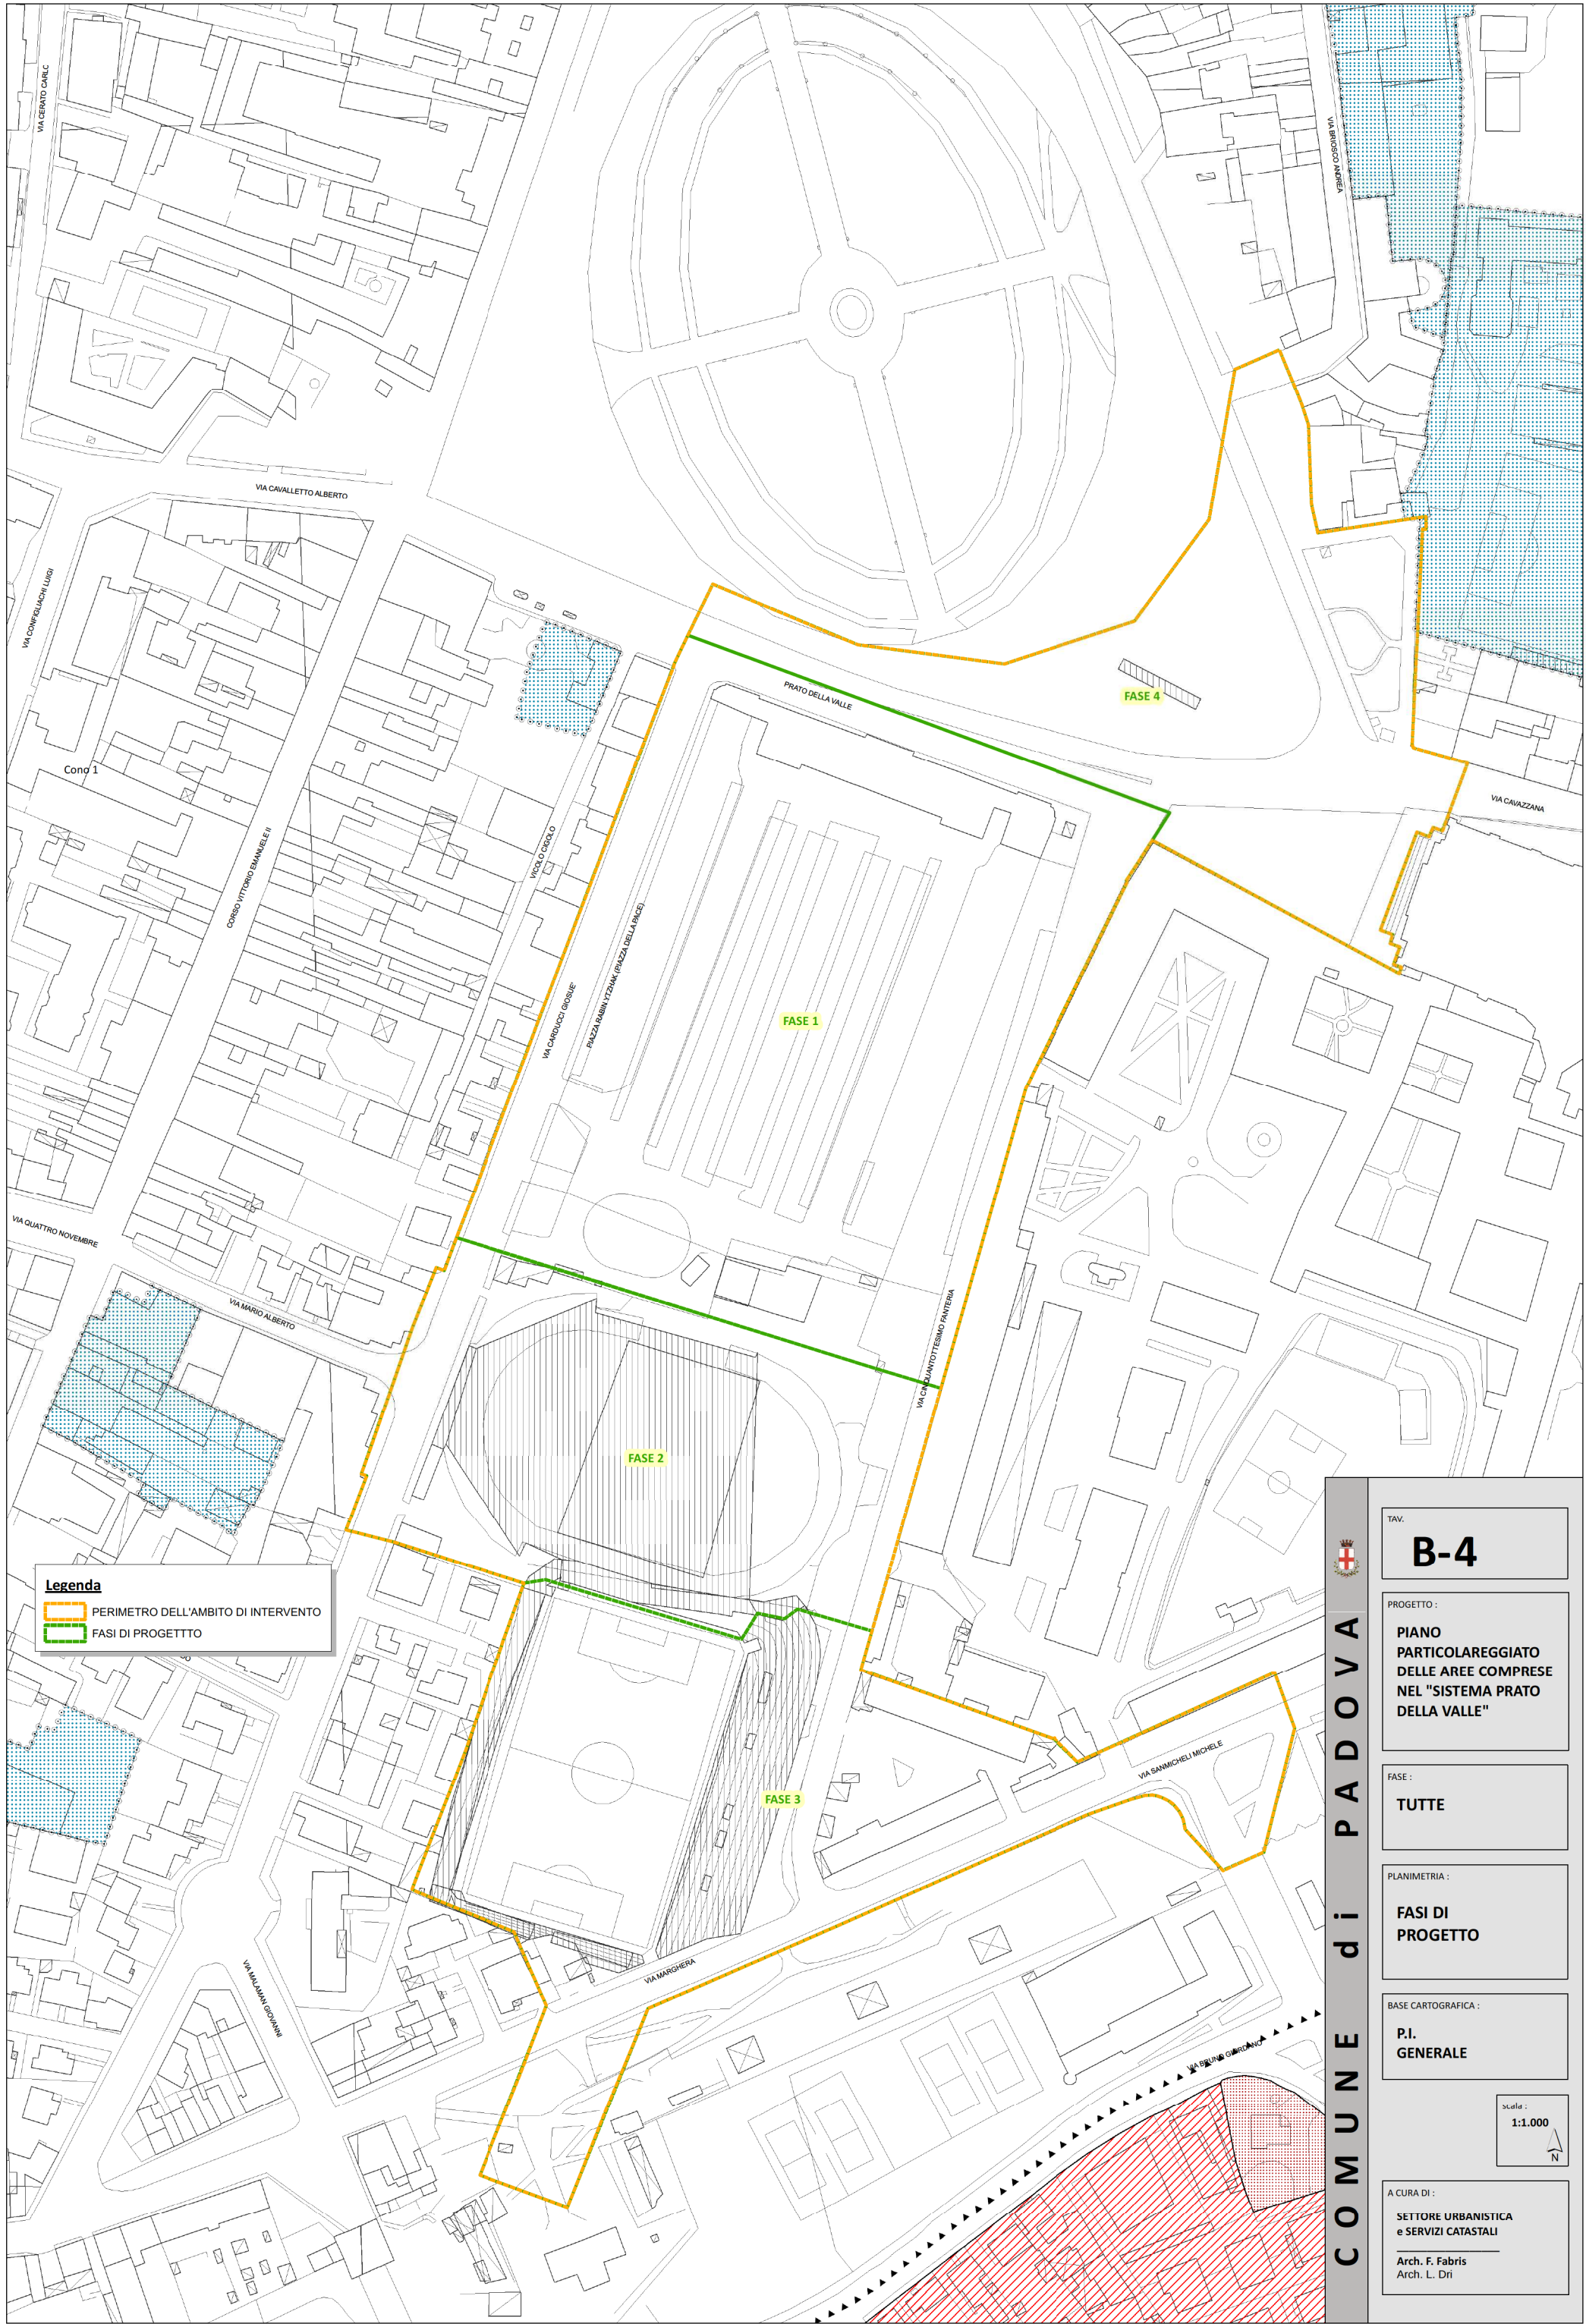 VIA CERATO CARLC
VIA BRIOSCO ANDREA
VIA CAVALLETTO ALBERTO
VIA CONFIGLIACHI LUIGI
PRATO DELLA VALLE
FASE 4
Cono 1
VIA CAVAZZANA
CORSO VITTORIO EMANUELE II
VICOLO CIGOLO
PIAZZA RABIN YTZHAK (PIAZZA DELLA PACE)
VIA CARDUCCI GIOSUE'
FASE 1
VIA QUATTRO NOVEMBRE
VIA MARIO ALBERTO
VIA CINQUANTOTTESIMO FANTERIA
FASE 2
Legenda
PERIMETRO DELL'AMBITO DI INTERVENTO
FASI DI PROGETTTO
VIA SANMICHELI MICHELE
FASE 3
VIA MARGHERA
VIA MALAMAN GIOVANNI
VIA BRUNO GIORDANO
COMUNE di PADOVA
TAV.
B-4
PROGETTO :
PIANO
PARTICOLAREGGIATO
DELLE AREE COMPRESE
NEL "SISTEMA PRATO
DELLA VALLE"
FASE :
TUTTE
PLANIMETRIA :
FASI DI
PROGETTO
BASE CARTOGRAFICA :
P.I.
GENERALE
scala :
1:1.000
N
A CURA DI :
SETTORE URBANISTICA
e SERVIZI CATASTALI
Arch. F. Fabris
Arch. L. Dri